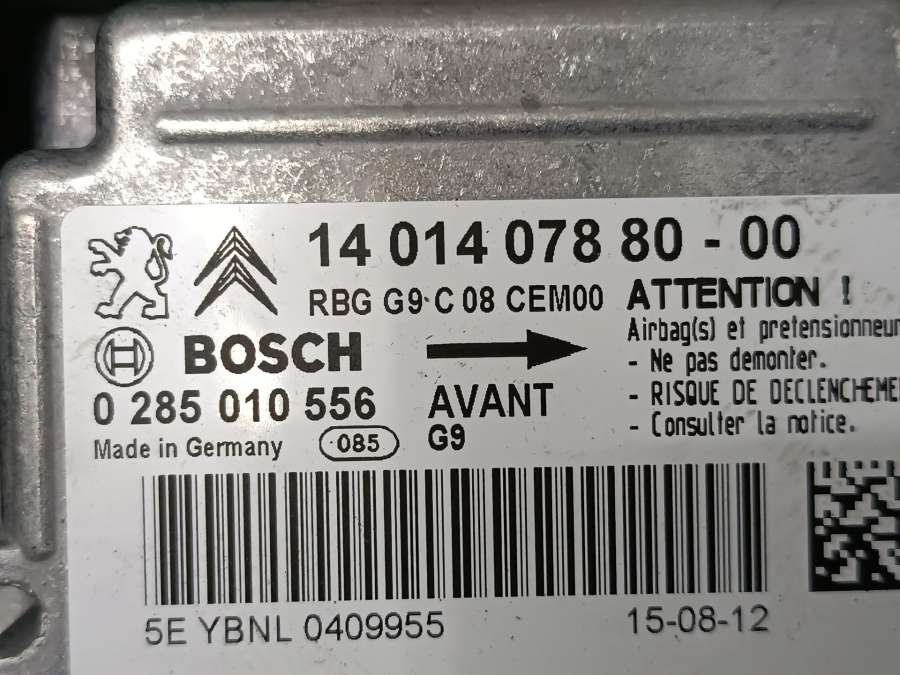 14 014 078 80 - 00
RBG G9 C 08 CEM00
ATTENTION !
Airbag(s) et pretensionneur
- Ne pas demonter.
- RISQUE DE DECLENCHEME
- Consulter la notice.
BOSCH
0 285 010 556
AVANT
G9
Made in Germany
085
5E YBNL 0409955
15-08-12